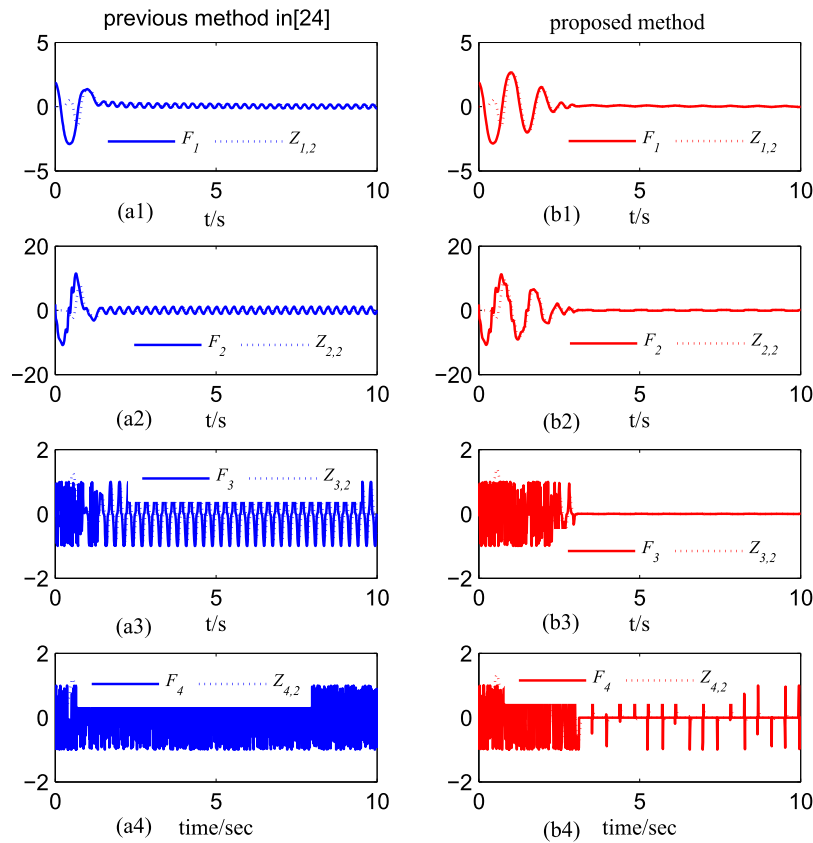 previous method in[24]
proposed method
5
0
−5
0
5
10
F1
Z1,2
(a1)
t/s
5
0
−5
0
5
10
F1
Z1,2
(b1)
t/s
20
0
−20
0
5
10
F2
Z2,2
(a2)
t/s
20
0
−20
0
5
10
F2
Z2,2
(b2)
t/s
2
0
−2
0
5
10
F3
Z3,2
(a3)
t/s
2
0
−2
0
5
10
F3
Z3,2
(b3)
t/s
2
0
−2
0
5
10
F4
Z4,2
(a4)
time/sec
2
0
−2
0
5
10
F4
Z4,2
(b4)
time/sec